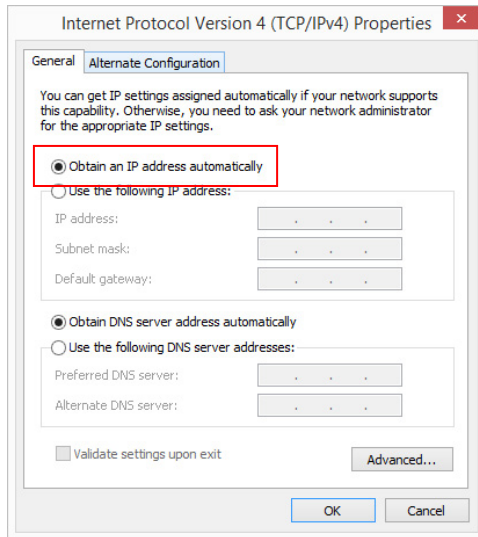 Internet Protocol Version 4 (TCP/IPv4) Properties
General
Alternate Configuration
You can get IP settings assigned automatically if your network supports
this capability. Otherwise, you need to ask your network administrator
for the appropriate IP settings.
Obtain an IP address automatically
Use the following IP address:
IP address:
Subnet mask:
Default gateway:
Obtain DNS server address automatically
Use the following DNS server addresses:
Preferred DNS server:
Alternate DNS server:
Validate settings upon exit
Advanced...
OK
Cancel